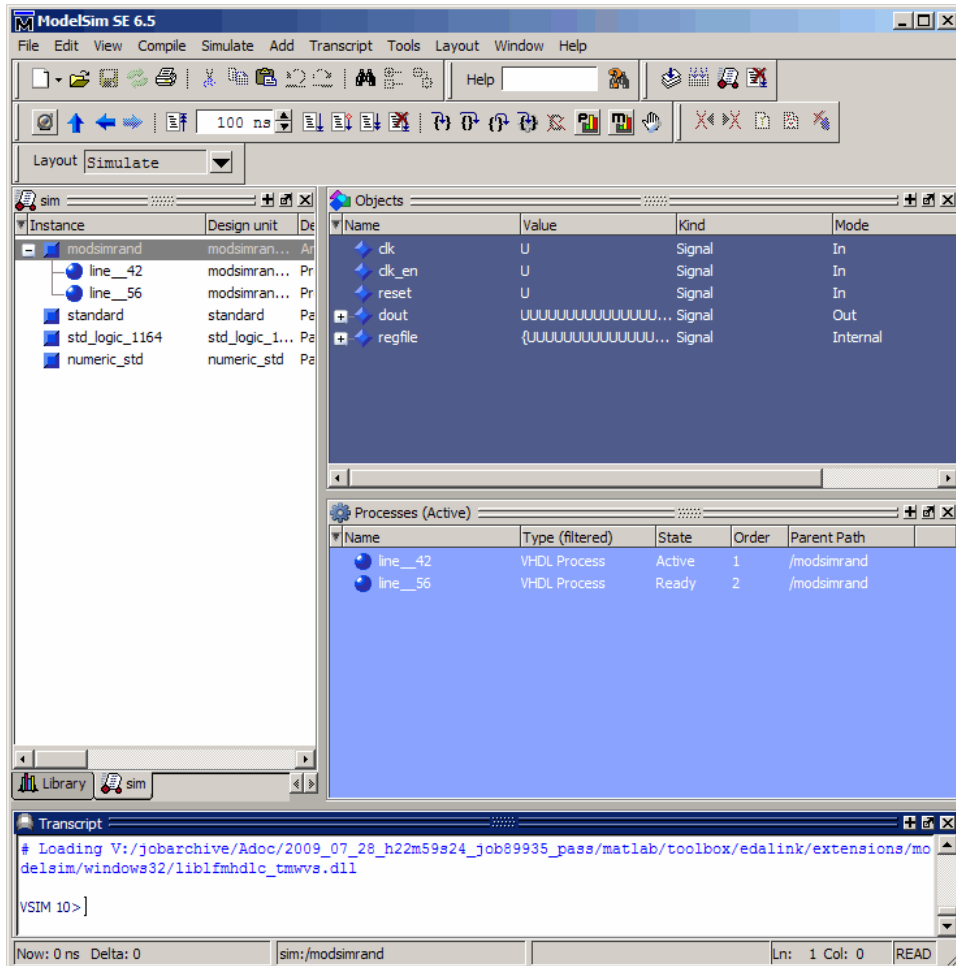 ModelSim SE 6.5
File Edit View Compile Simulate Add Transcript Tools Layout Window Help
Help
100 ns
Layout Simulate
sim
Instance Design unit De
modsimrand modsimran... Ar
line__42 modsimran... Pr
line__56 modsimran... Pr
standard standard Pa
std_logic_1164 std_logic_1... Pa
numeric_std numeric_std Pa
Library sim
Objects
Name Value Kind Mode
clk U Signal In
clk_en U Signal In
reset U Signal In
dout UUUUUUUUUUUUUUU... Signal Out
regfile {UUUUUUUUUUUUUU... Signal Internal
Processes (Active)
Name Type (filtered) State Order Parent Path
line__42 VHDL Process Active 1 /modsimrand
line__56 VHDL Process Ready 2 /modsimrand
Transcript
# Loading V:/jobarchive/Adoc/2009_07_28_h22m59s24_job89935_pass/matlab/toolbox/edalink/extensions/mo
delsim/windows32/liblfmhdlc_tmwvs.dll
VSIM 10>
Now: 0 ns Delta: 0 sim:/modsimrand Ln: 1 Col: 0 READ